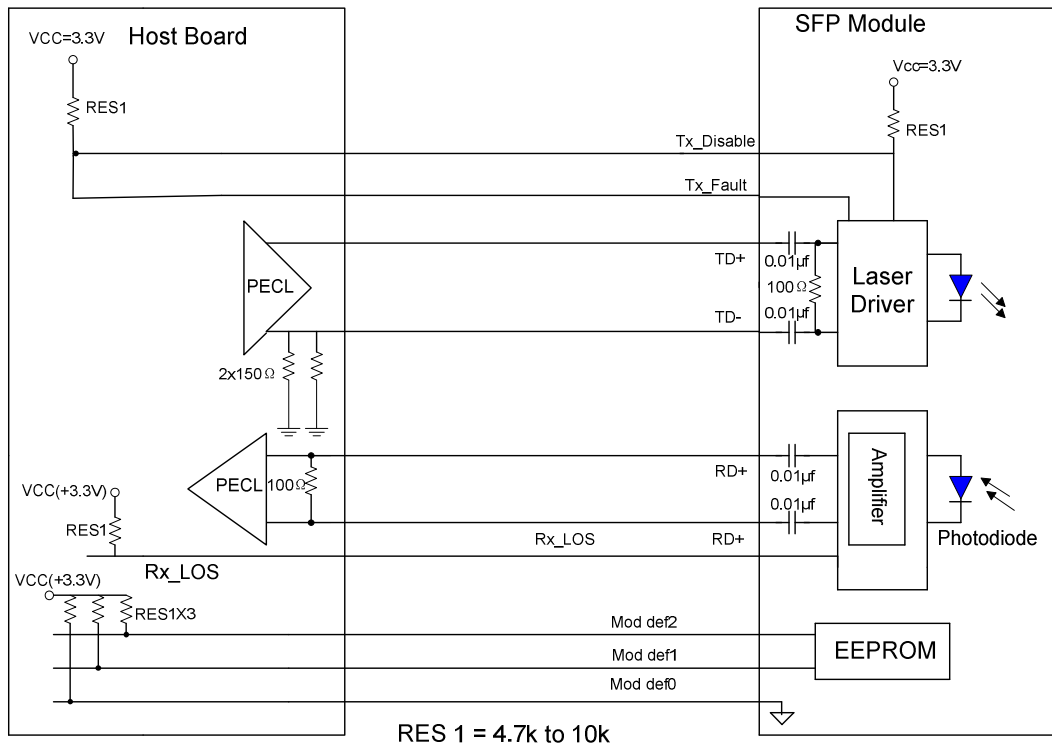 Host Board
SFP Module
VCC=3.3V
Vcc=3.3V
RES1
RES1
Tx_Disable
Tx_Fault
PECL
TD+
0.01µf
100Ω
Laser
Driver
TD-
0.01µf
2x150Ω
PECL
100Ω
RD+
0.01µf
0.01µf
Amplifier
VCC(+3.3V)
RES1
Rx_LOS
RD+
Photodiode
Rx_LOS
VCC(+3.3V)
RES1X3
Mod def2
EEPROM
Mod def1
Mod def0
RES 1 = 4.7k to 10k